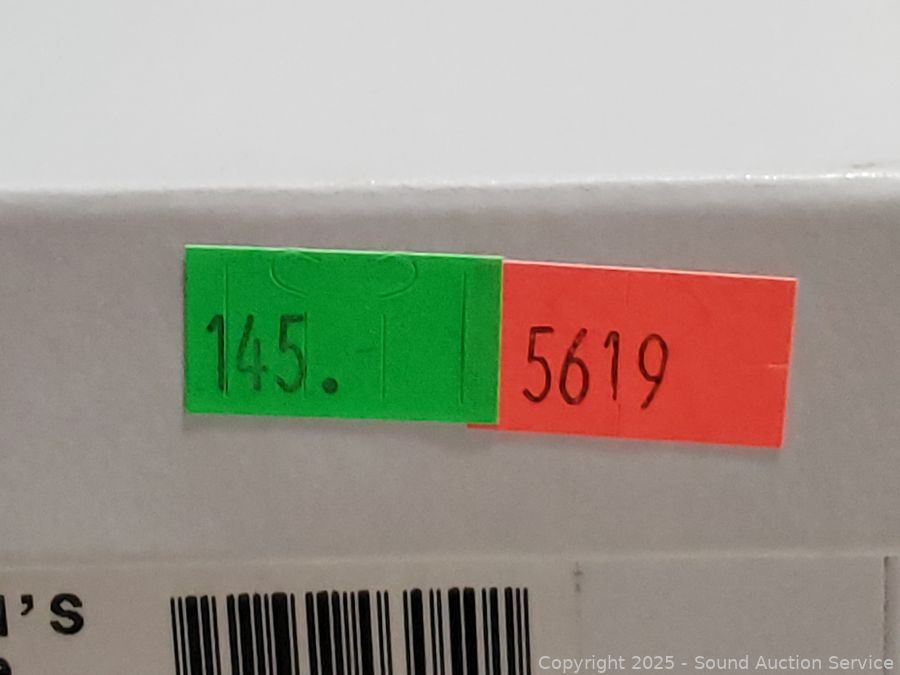 145.
5619
's
Copyright 2025 - Sound Auction Service